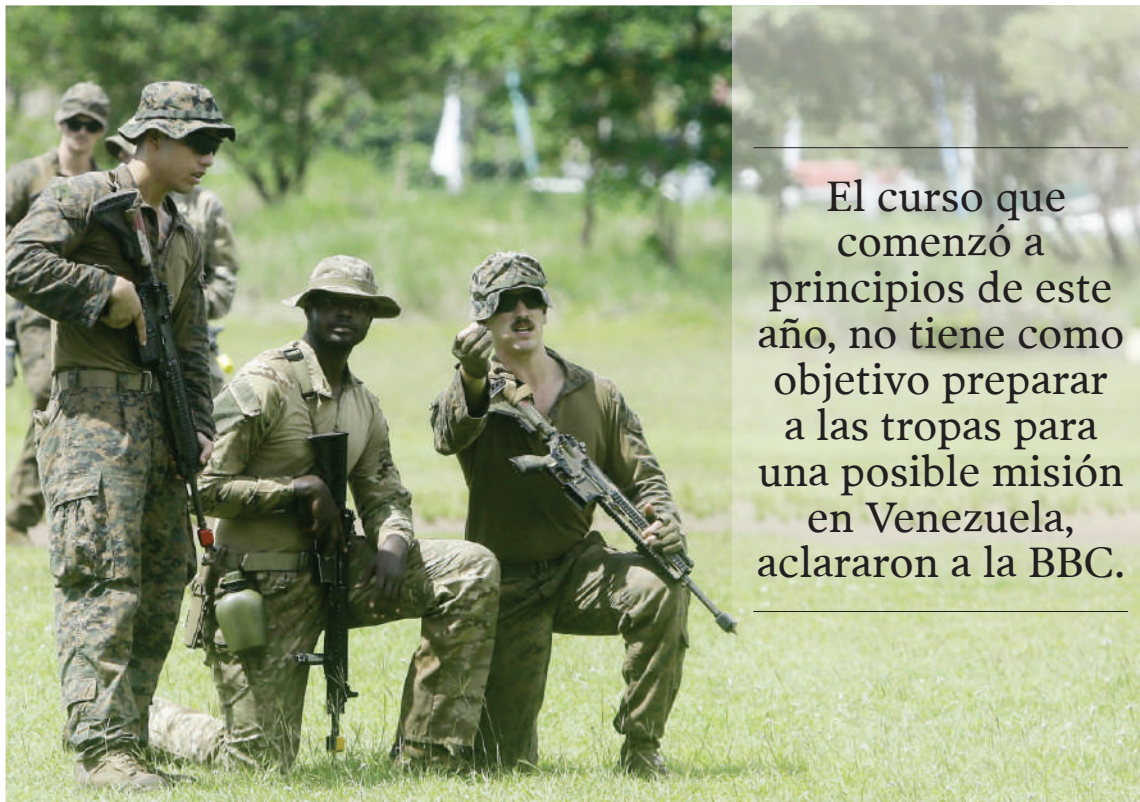 El curso que
comenzó a
principios de este
año, no tiene como
objetivo preparar
a las tropas para
una posible misión
en Venezuela,
aclararon a la BBC.